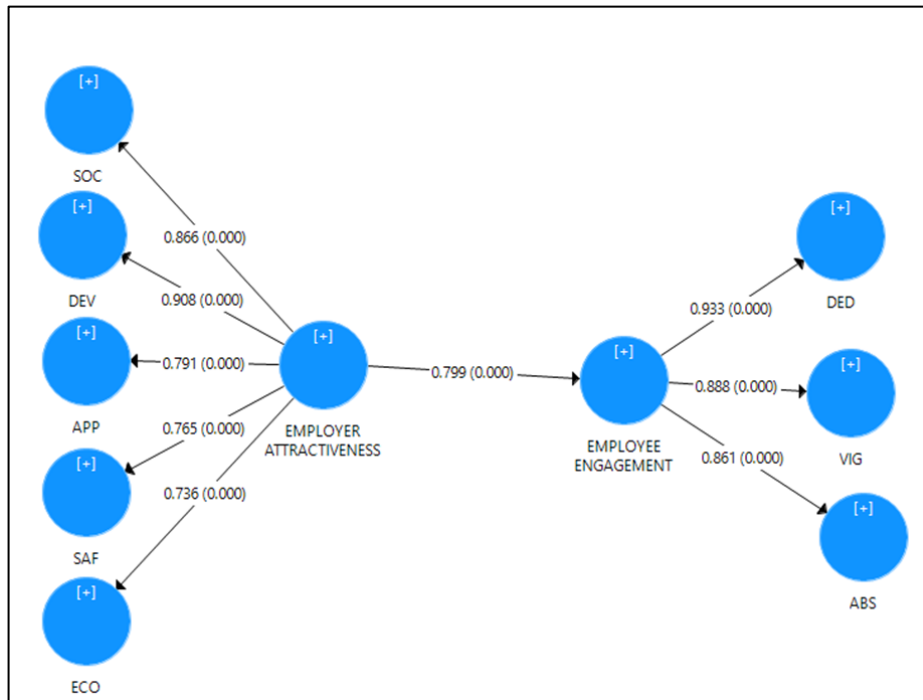 [+]
SOC
[+]
DEV
[+]
APP
[+]
SAF
[+]
ECO
0.866 (0.000)
0.908 (0.000)
0.791 (0.000)
0.765 (0.000)
0.736 (0.000)
[+]
EMPLOYER
ATTRACTIVENESS
0.799 (0.000)
[+]
EMPLOYEE
ENGAGEMENT
0.933 (0.000)
0.888 (0.000)
0.861 (0.000)
[+]
DED
[+]
VIG
[+]
ABS